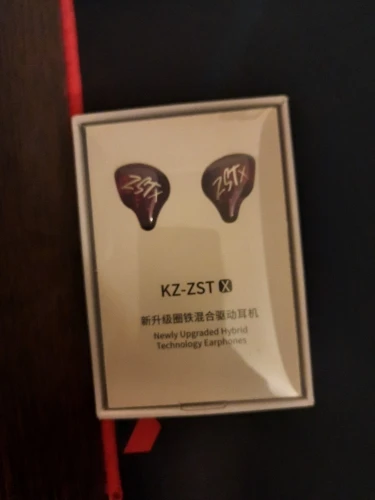 ZSTx
ZSTx
KZ-ZST X
新升级圈铁混合驱动耳机
Newly Upgraded Hybrid
Technology Earphones